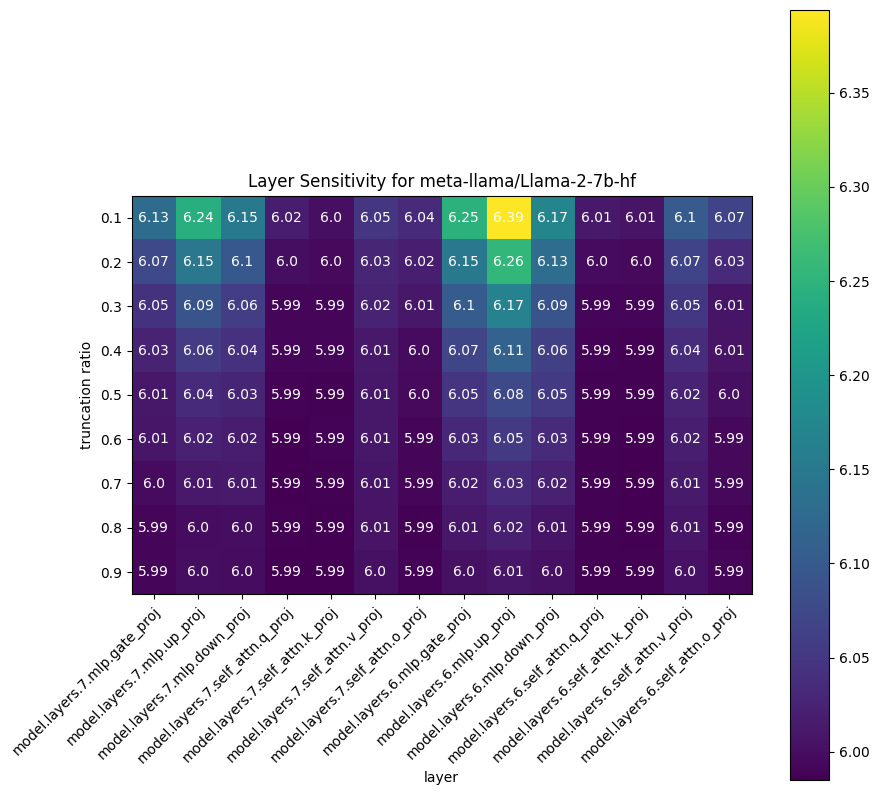 Layer Sensitivity for meta-llama/Llama-2-7b-hf
truncation ratio
0.1 6.13 6.24 6.15 6.02 6.0 6.05 6.04 6.25 6.39 6.17 6.01 6.01 6.1 6.07
0.2 6.07 6.15 6.1 6.0 6.0 6.03 6.02 6.15 6.26 6.13 6.0 6.0 6.07 6.03
0.3 6.05 6.09 6.06 5.99 5.99 6.02 6.01 6.1 6.17 6.09 5.99 5.99 6.05 6.01
0.4 6.03 6.06 6.04 5.99 5.99 6.01 6.0 6.07 6.11 6.06 5.99 5.99 6.04 6.01
0.5 6.01 6.04 6.03 5.99 5.99 6.01 6.0 6.05 6.08 6.05 5.99 5.99 6.02 6.0
0.6 6.01 6.02 6.02 5.99 5.99 6.01 5.99 6.03 6.05 6.03 5.99 5.99 6.02 5.99
0.7 6.0 6.01 6.01 5.99 5.99 6.01 5.99 6.02 6.03 6.02 5.99 5.99 6.01 5.99
0.8 5.99 6.0 6.0 5.99 5.99 6.01 5.99 6.01 6.02 6.01 5.99 5.99 6.01 5.99
0.9 5.99 6.0 6.0 5.99 5.99 6.0 5.99 6.0 6.01 6.0 5.99 5.99 6.0 5.99
model.layers.7.mlp.gate_proj
model.layers.7.mlp.up_proj
model.layers.7.mlp.down_proj
model.layers.7.self_attn.q_proj
model.layers.7.self_attn.k_proj
model.layers.7.self_attn.v_proj
model.layers.7.self_attn.o_proj
model.layers.6.mlp.gate_proj
model.layers.6.mlp.up_proj
model.layers.6.mlp.down_proj
model.layers.6.self_attn.q_proj
model.layers.6.self_attn.k_proj
model.layers.6.self_attn.v_proj
model.layers.6.self_attn.o_proj
layer
6.35
6.30
6.25
6.20
6.15
6.10
6.05
6.00